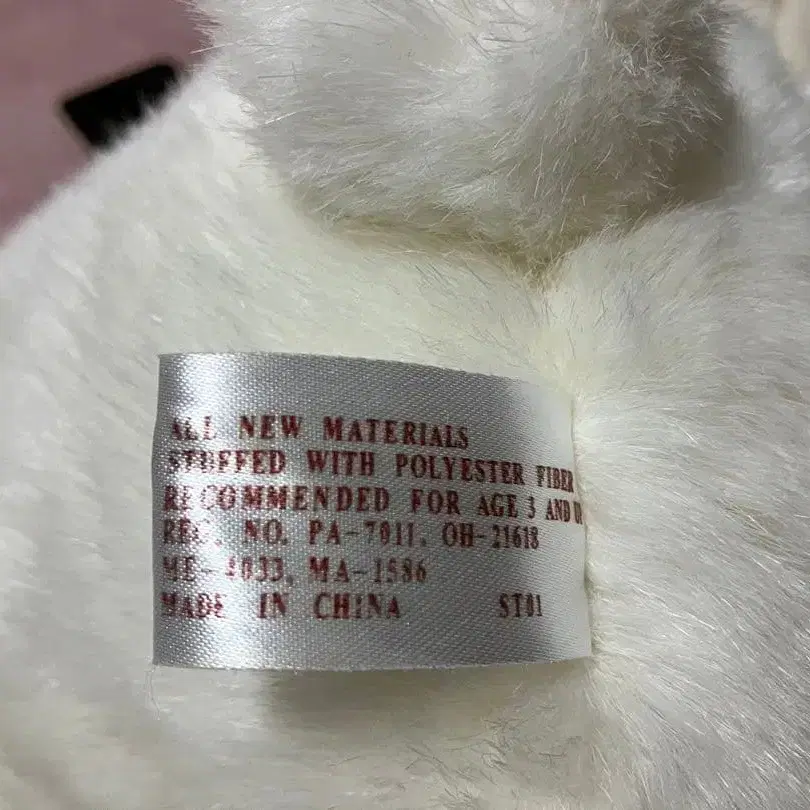 ALL NEW MATERIALS
STUFFED WITH POLYESTER FIBER
RECOMMENDED FOR AGE 3 AND UP
REG. NO. PA-7011, OH-21618
ME-4033, MA-1586
MADE IN CHINA ST01